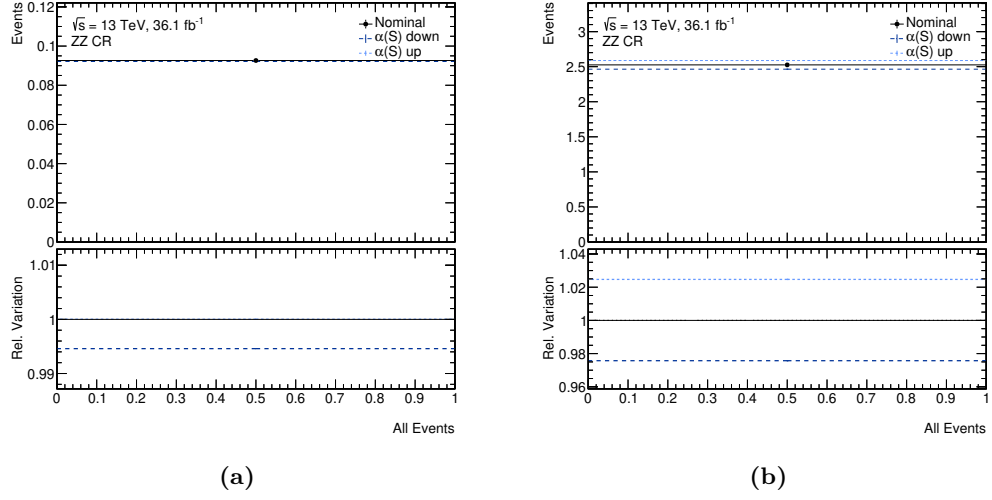 Events
√s = 13 TeV, 36.1 fb⁻¹
ZZ CR
Nominal
α(S) down
α(S) up
0.12
0.1
0.08
0.06
0.04
0.02
0
Rel. Variation
1.01
1
0.99
0 0.1 0.2 0.3 0.4 0.5 0.6 0.7 0.8 0.9 1
All Events
(a)
Events
√s = 13 TeV, 36.1 fb⁻¹
ZZ CR
Nominal
α(S) down
α(S) up
3
2.5
2
1.5
1
0.5
0
Rel. Variation
1.04
1.02
1
0.98
0.96
0 0.1 0.2 0.3 0.4 0.5 0.6 0.7 0.8 0.9 1
All Events
(b)